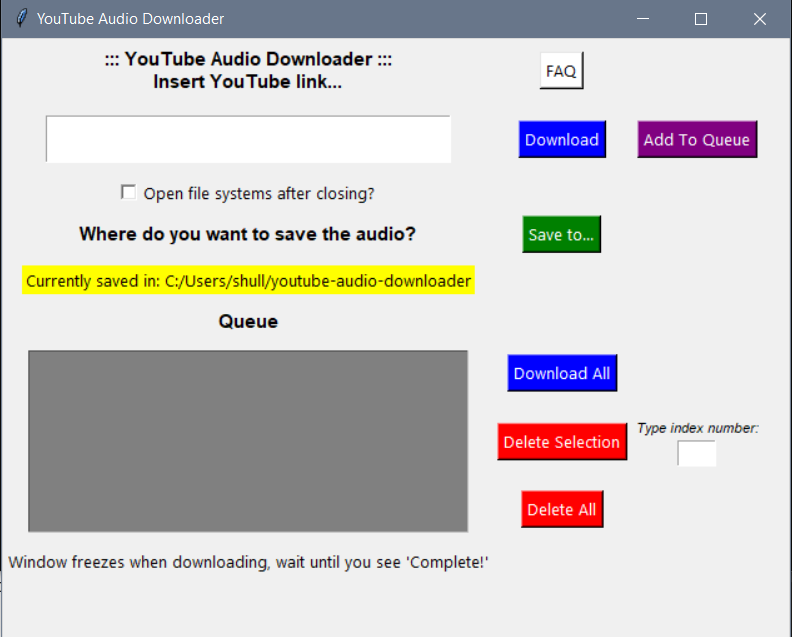 YouTube Audio Downloader
::: YouTube Audio Downloader :::
Insert YouTube link...
FAQ
Download
Add To Queue
Open file systems after closing?
Where do you want to save the audio?
Save to...
Currently saved in: C:/Users/shull/youtube-audio-downloader
Queue
Download All
Delete Selection
Type index number:
Delete All
Window freezes when downloading, wait until you see 'Complete!'